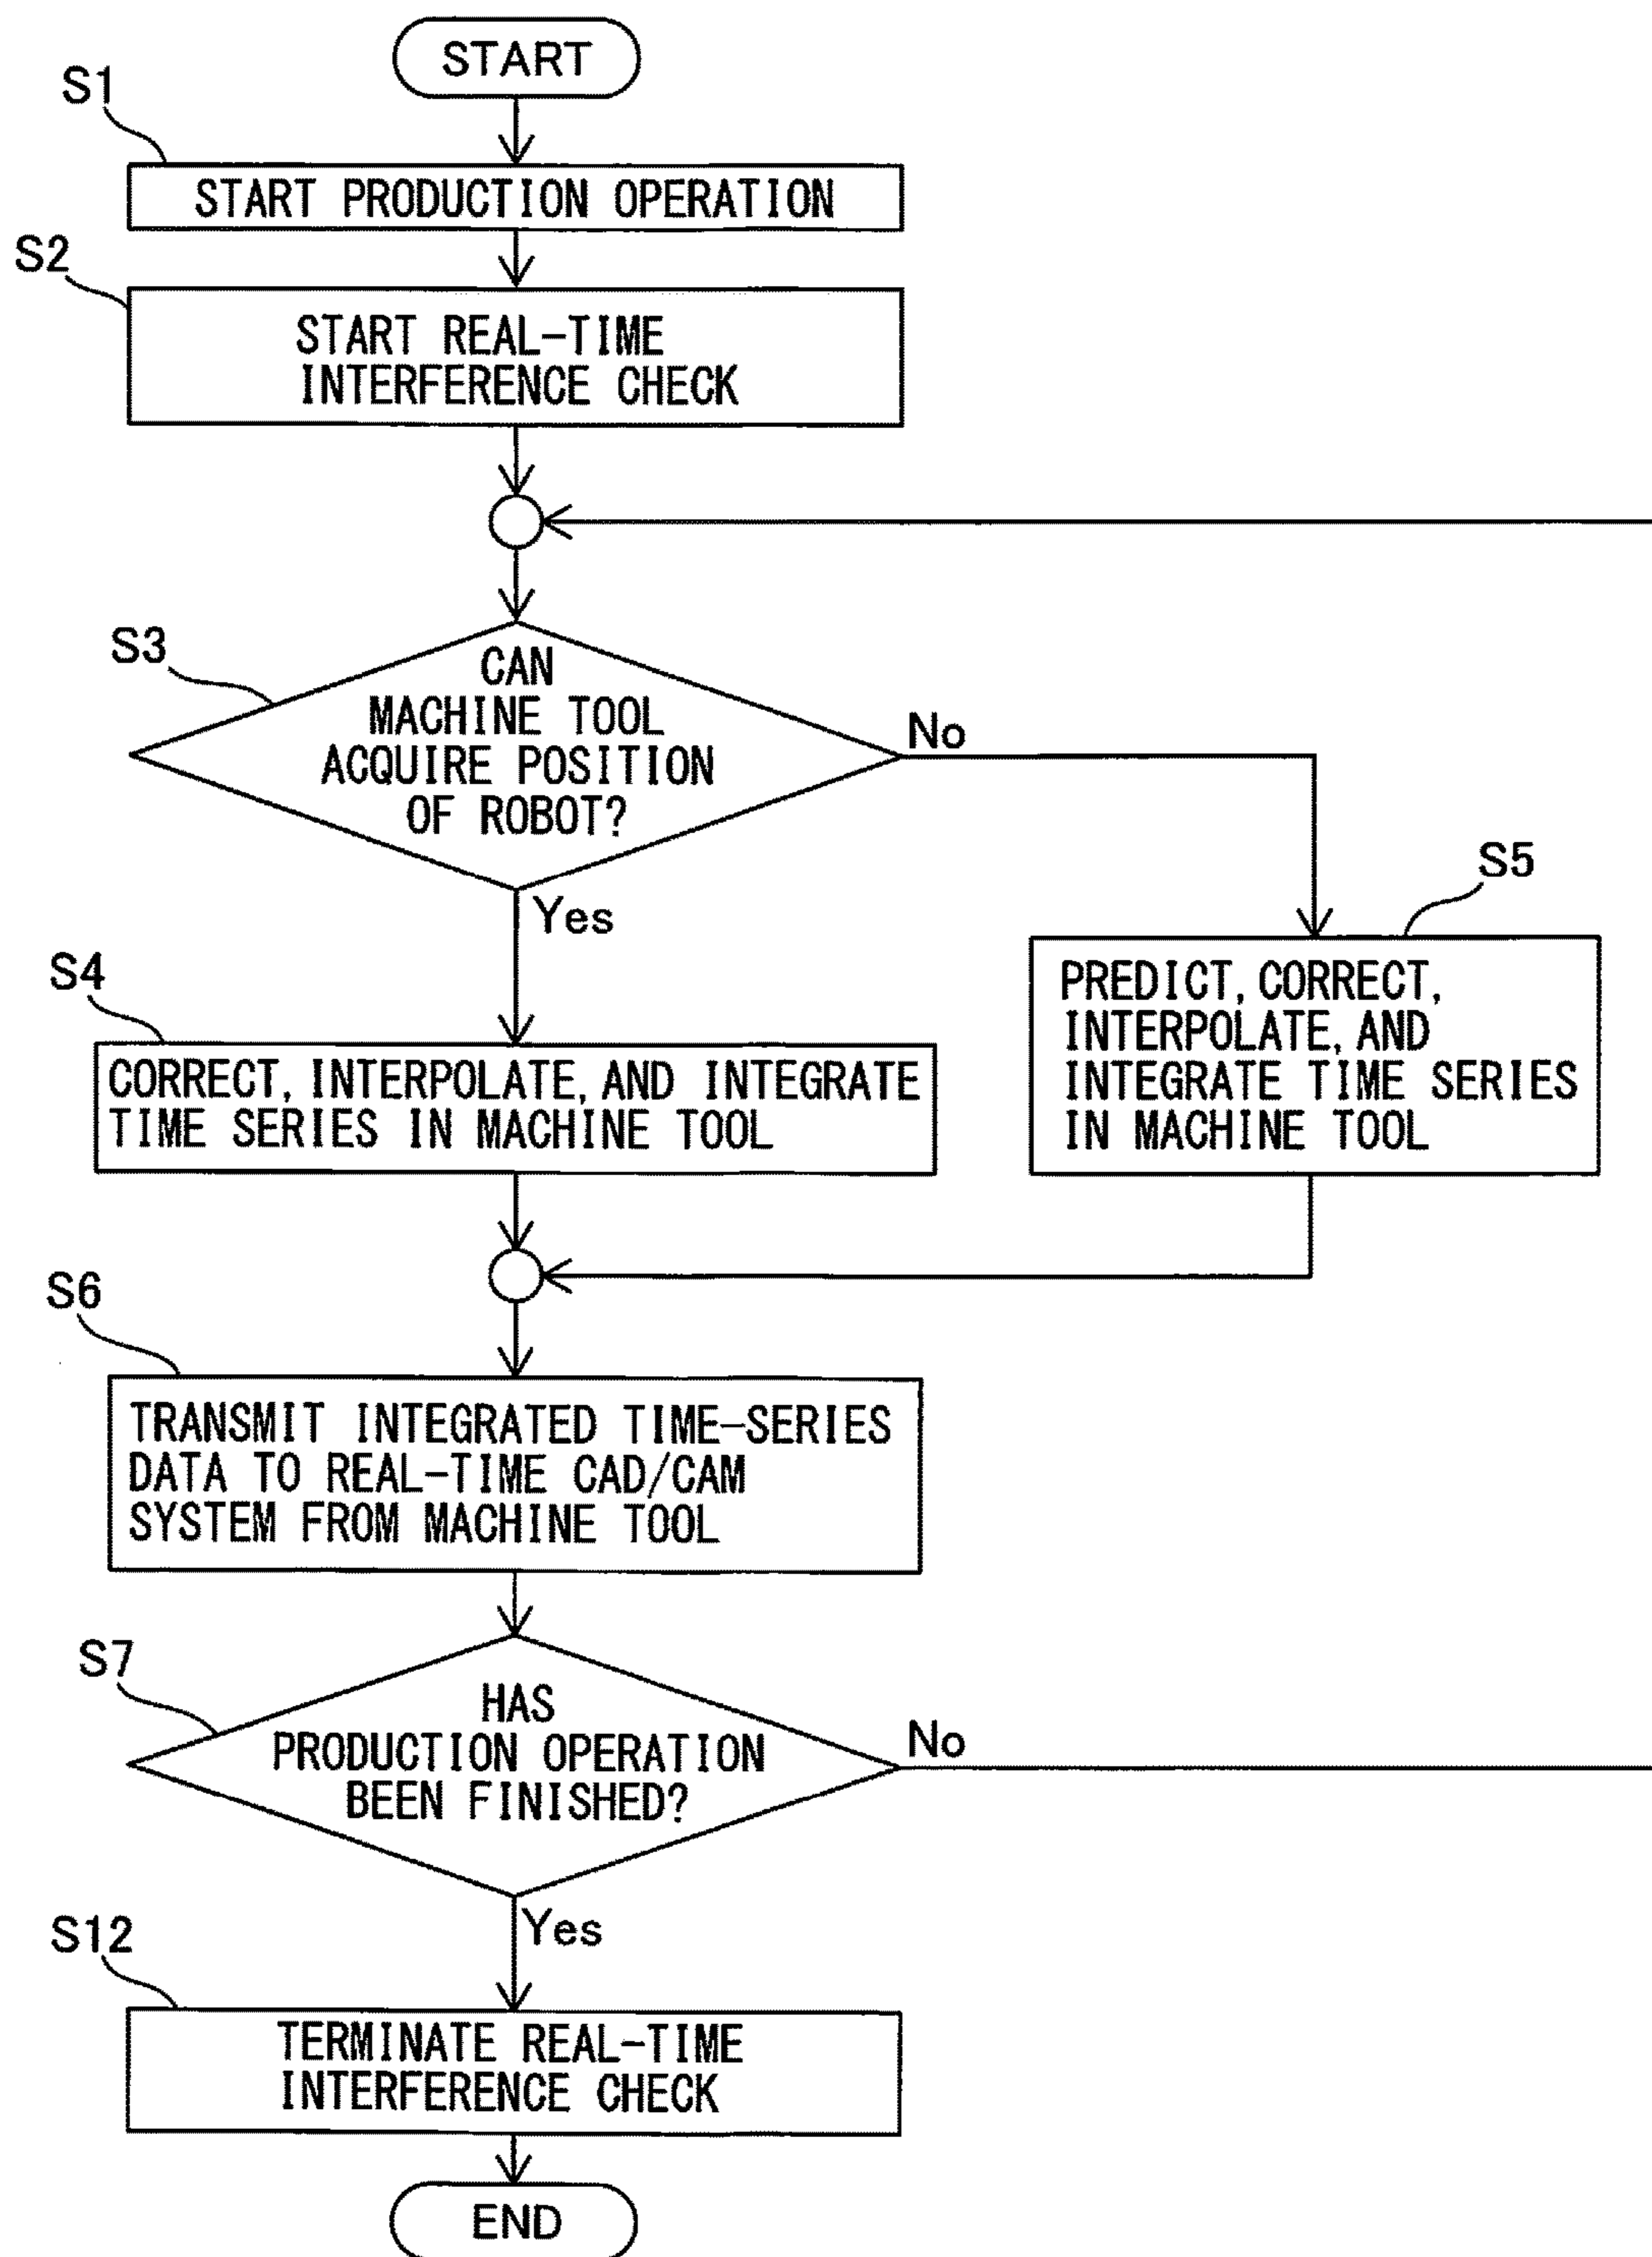 START
S1
START PRODUCTION OPERATION
S2
START REAL-TIME
INTERFERENCE CHECK
S3
CAN
MACHINE TOOL
ACQUIRE POSITION
OF ROBOT?
No
Yes
S4
CORRECT, INTERPOLATE, AND INTEGRATE
TIME SERIES IN MACHINE TOOL
S5
PREDICT, CORRECT,
INTERPOLATE, AND
INTEGRATE TIME SERIES
IN MACHINE TOOL
S6
TRANSMIT INTEGRATED TIME-SERIES
DATA TO REAL-TIME CAD/CAM
SYSTEM FROM MACHINE TOOL
S7
HAS
PRODUCTION OPERATION
BEEN FINISHED?
No
Yes
S12
TERMINATE REAL-TIME
INTERFERENCE CHECK
END